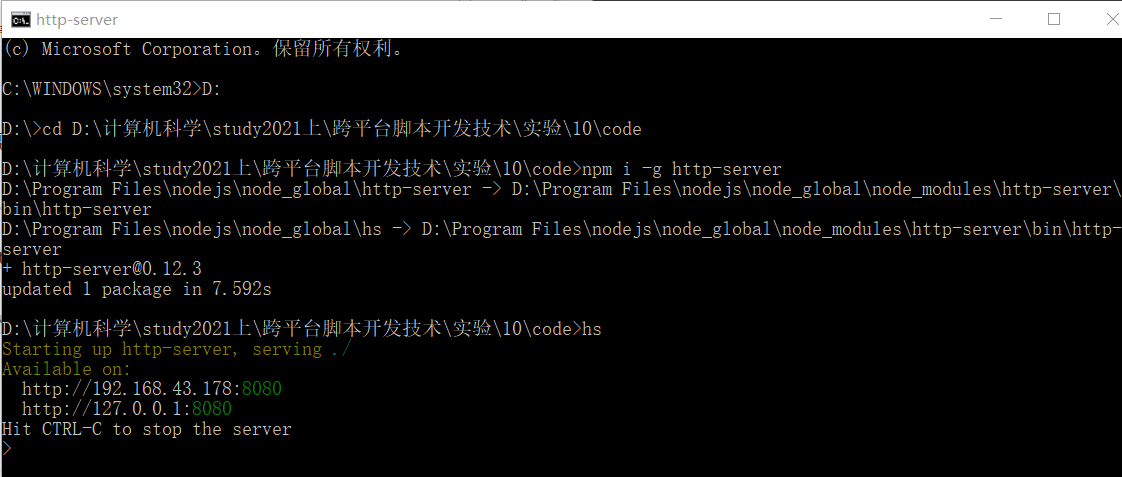 http-server
(c) Microsoft Corporation。保留所有权利。
C:\WINDOWS\system32>D:
D:\>cd D:\计算机科学\study2021上\跨平台脚本开发技术\实验\10\code
D:\计算机科学\study2021上\跨平台脚本开发技术\实验\10\code>npm i -g http-server
D:\Program Files\nodejs\node_global\http-server -> D:\Program Files\nodejs\node_global\node_modules\http-server\
bin\http-server
D:\Program Files\nodejs\node_global\hs -> D:\Program Files\nodejs\node_global\node_modules\http-server\bin\http-
server
+ http-server@0.12.3
updated 1 package in 7.592s
D:\计算机科学\study2021上\跨平台脚本开发技术\实验\10\code>hs
Starting up http-server, serving ./
Available on:
  http://192.168.43.178:8080
  http://127.0.0.1:8080
Hit CTRL-C to stop the server
>